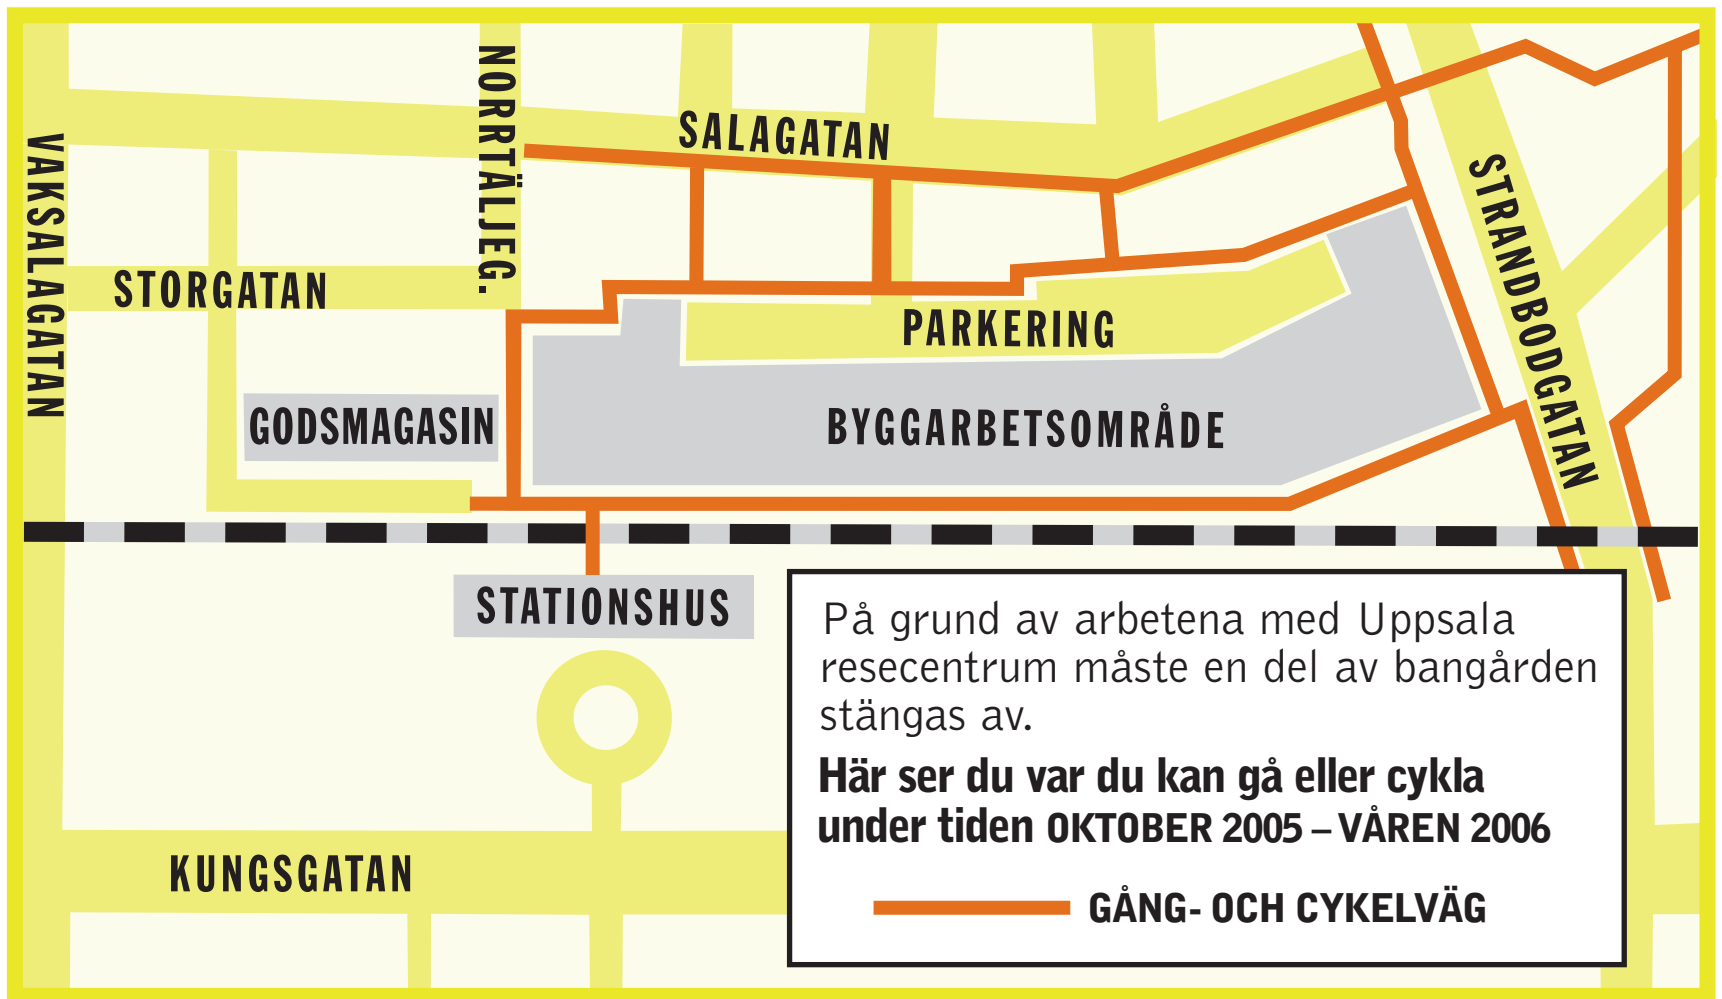 NORRTÄLJEG.
SALAGATAN
VAKSALAGATAN
STRANDBODGATAN
STORGATAN
PARKERING
GODSMAGASIN
BYGGARBETSOMRÅDE
STATIONSHUS
På grund av arbetena med Uppsala
resecentrum måste en del av bangården
stängas av.
Här ser du var du kan gå eller cykla
under tiden OKTOBER 2005 – VÅREN 2006
KUNGSGATAN
GÅNG- OCH CYKELVÄG